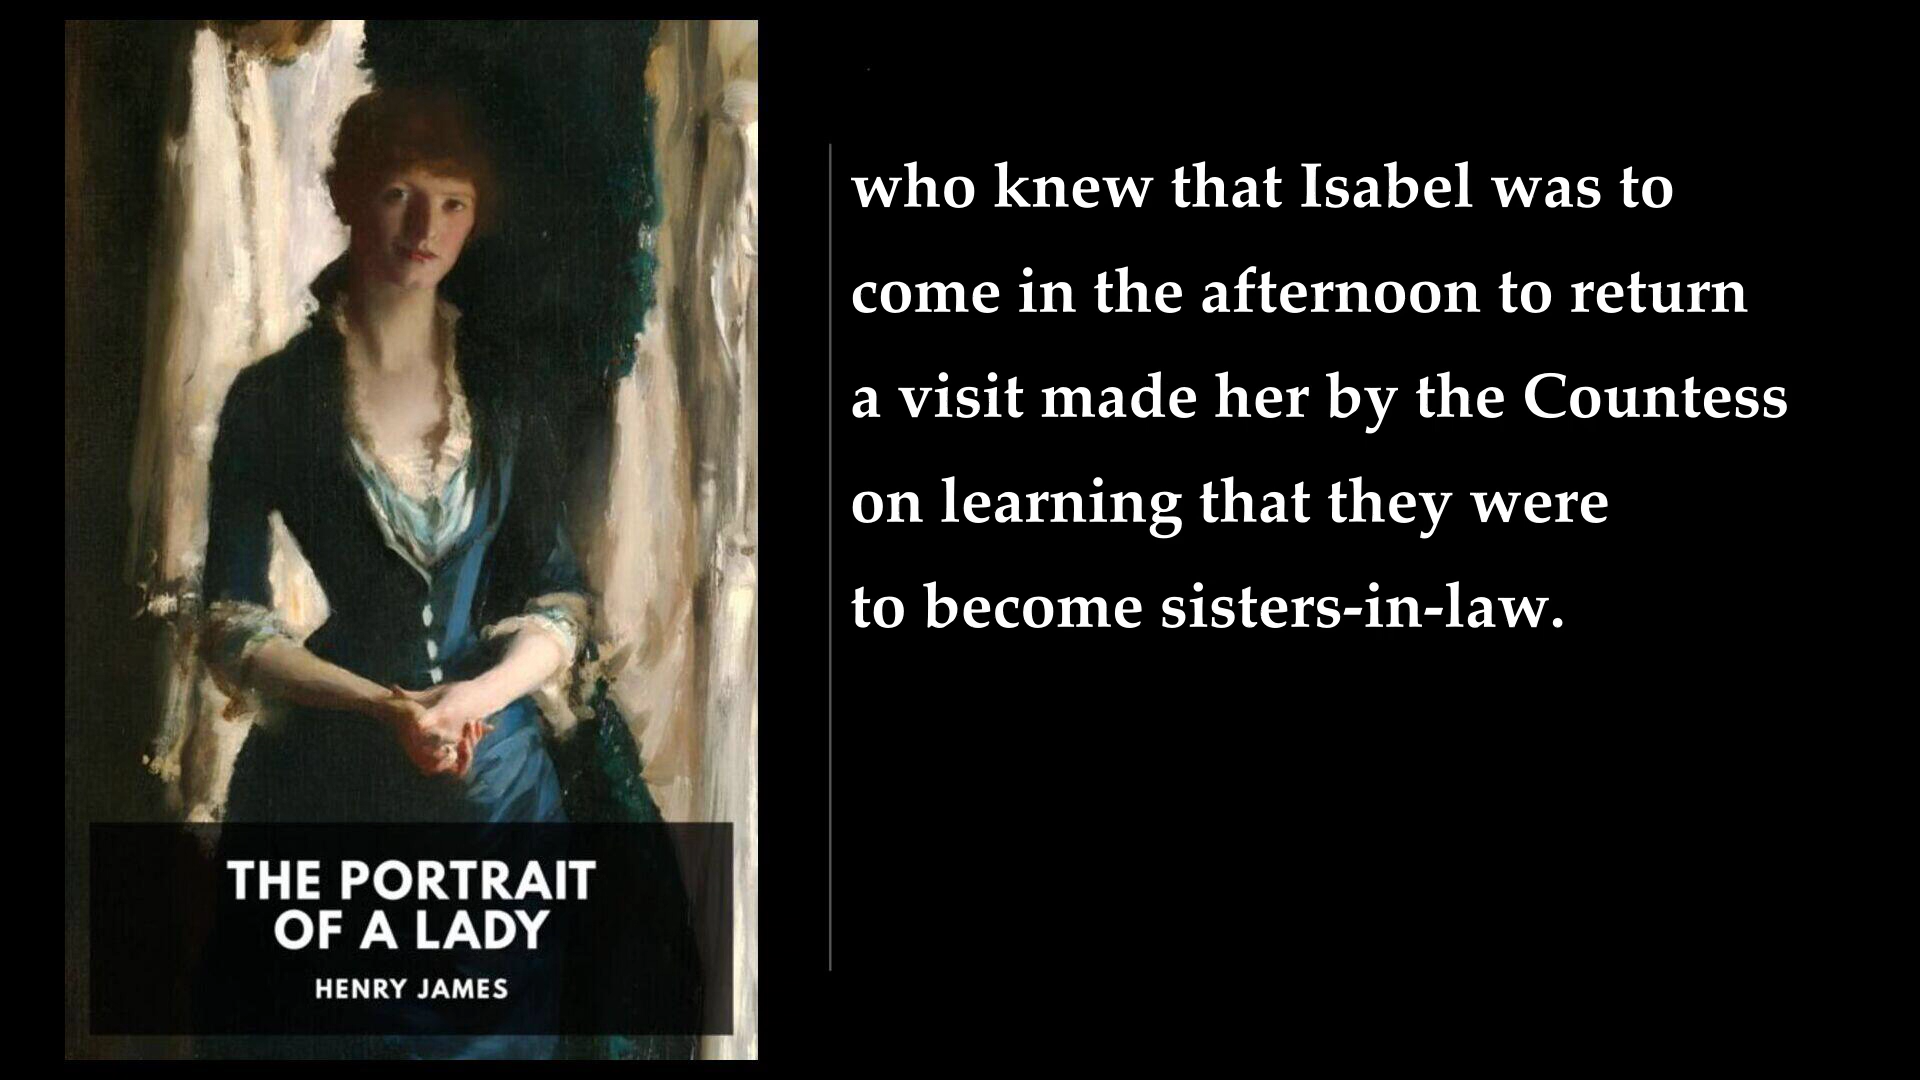 THE PORTRAIT
OF A LADY
HENRY JAMES
who knew that Isabel was to
come in the afternoon to return
a visit made her by the Countess
on learning that they were
to become sisters-in-law.